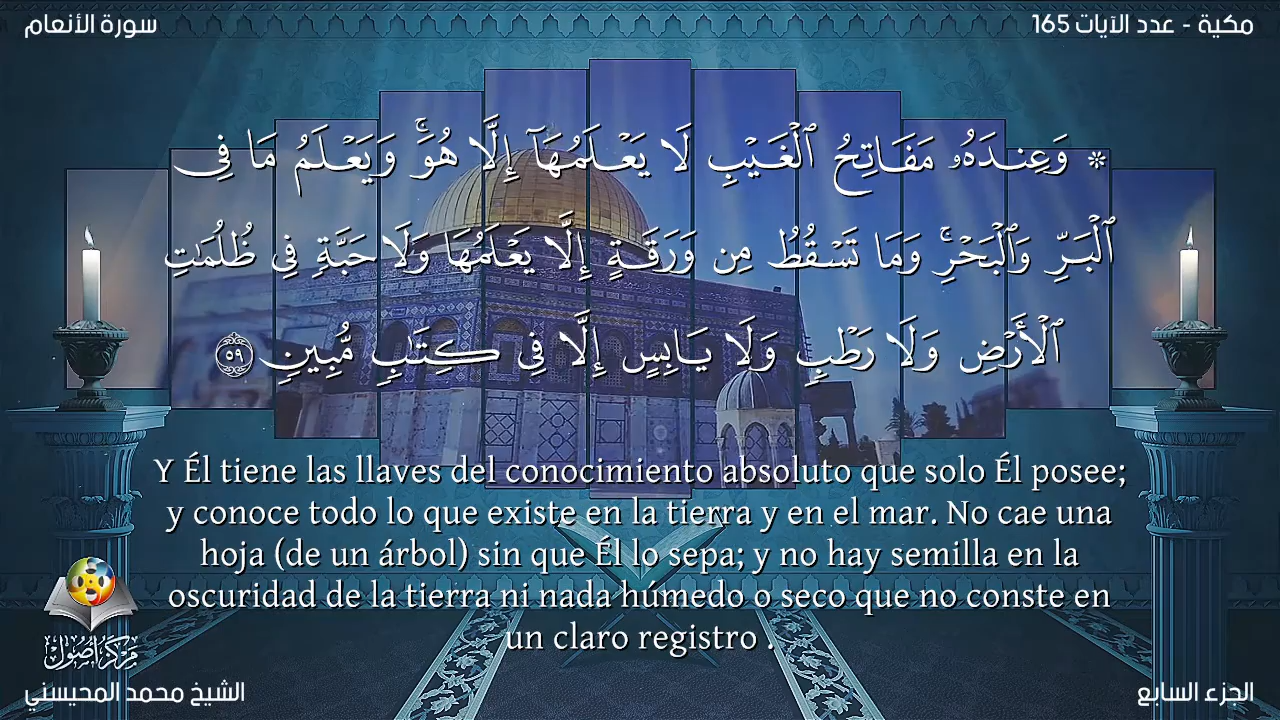 سورة الأنعام
مكية - عدد الآيات 165
۞ وَعِندَهُۥ مَفَاتِحُ ٱلْغَيْبِ لَا يَعْلَمُهَآ إِلَّا هُوَ ۚ وَيَعْلَمُ مَا فِى
ٱلْبَرِّ وَٱلْبَحْرِ ۚ وَمَا تَسْقُطُ مِن وَرَقَةٍ إِلَّا يَعْلَمُهَا وَلَا حَبَّةٍ فِى ظُلُمَٰتِ
ٱلْأَرْضِ وَلَا رَطْبٍ وَلَا يَابِسٍ إِلَّا فِى كِتَٰبٍ مُّبِينٍ ٥٩
Y Él tiene las llaves del conocimiento absoluto que solo Él posee;
y conoce todo lo que existe en la tierra y en el mar. No cae una
hoja (de un árbol) sin que Él lo sepa; y no hay semilla en la
oscuridad de la tierra ni nada húmedo o seco que no conste en
un claro registro .
مركز أصول
الشيخ محمد المحيسني
الجزء السابع